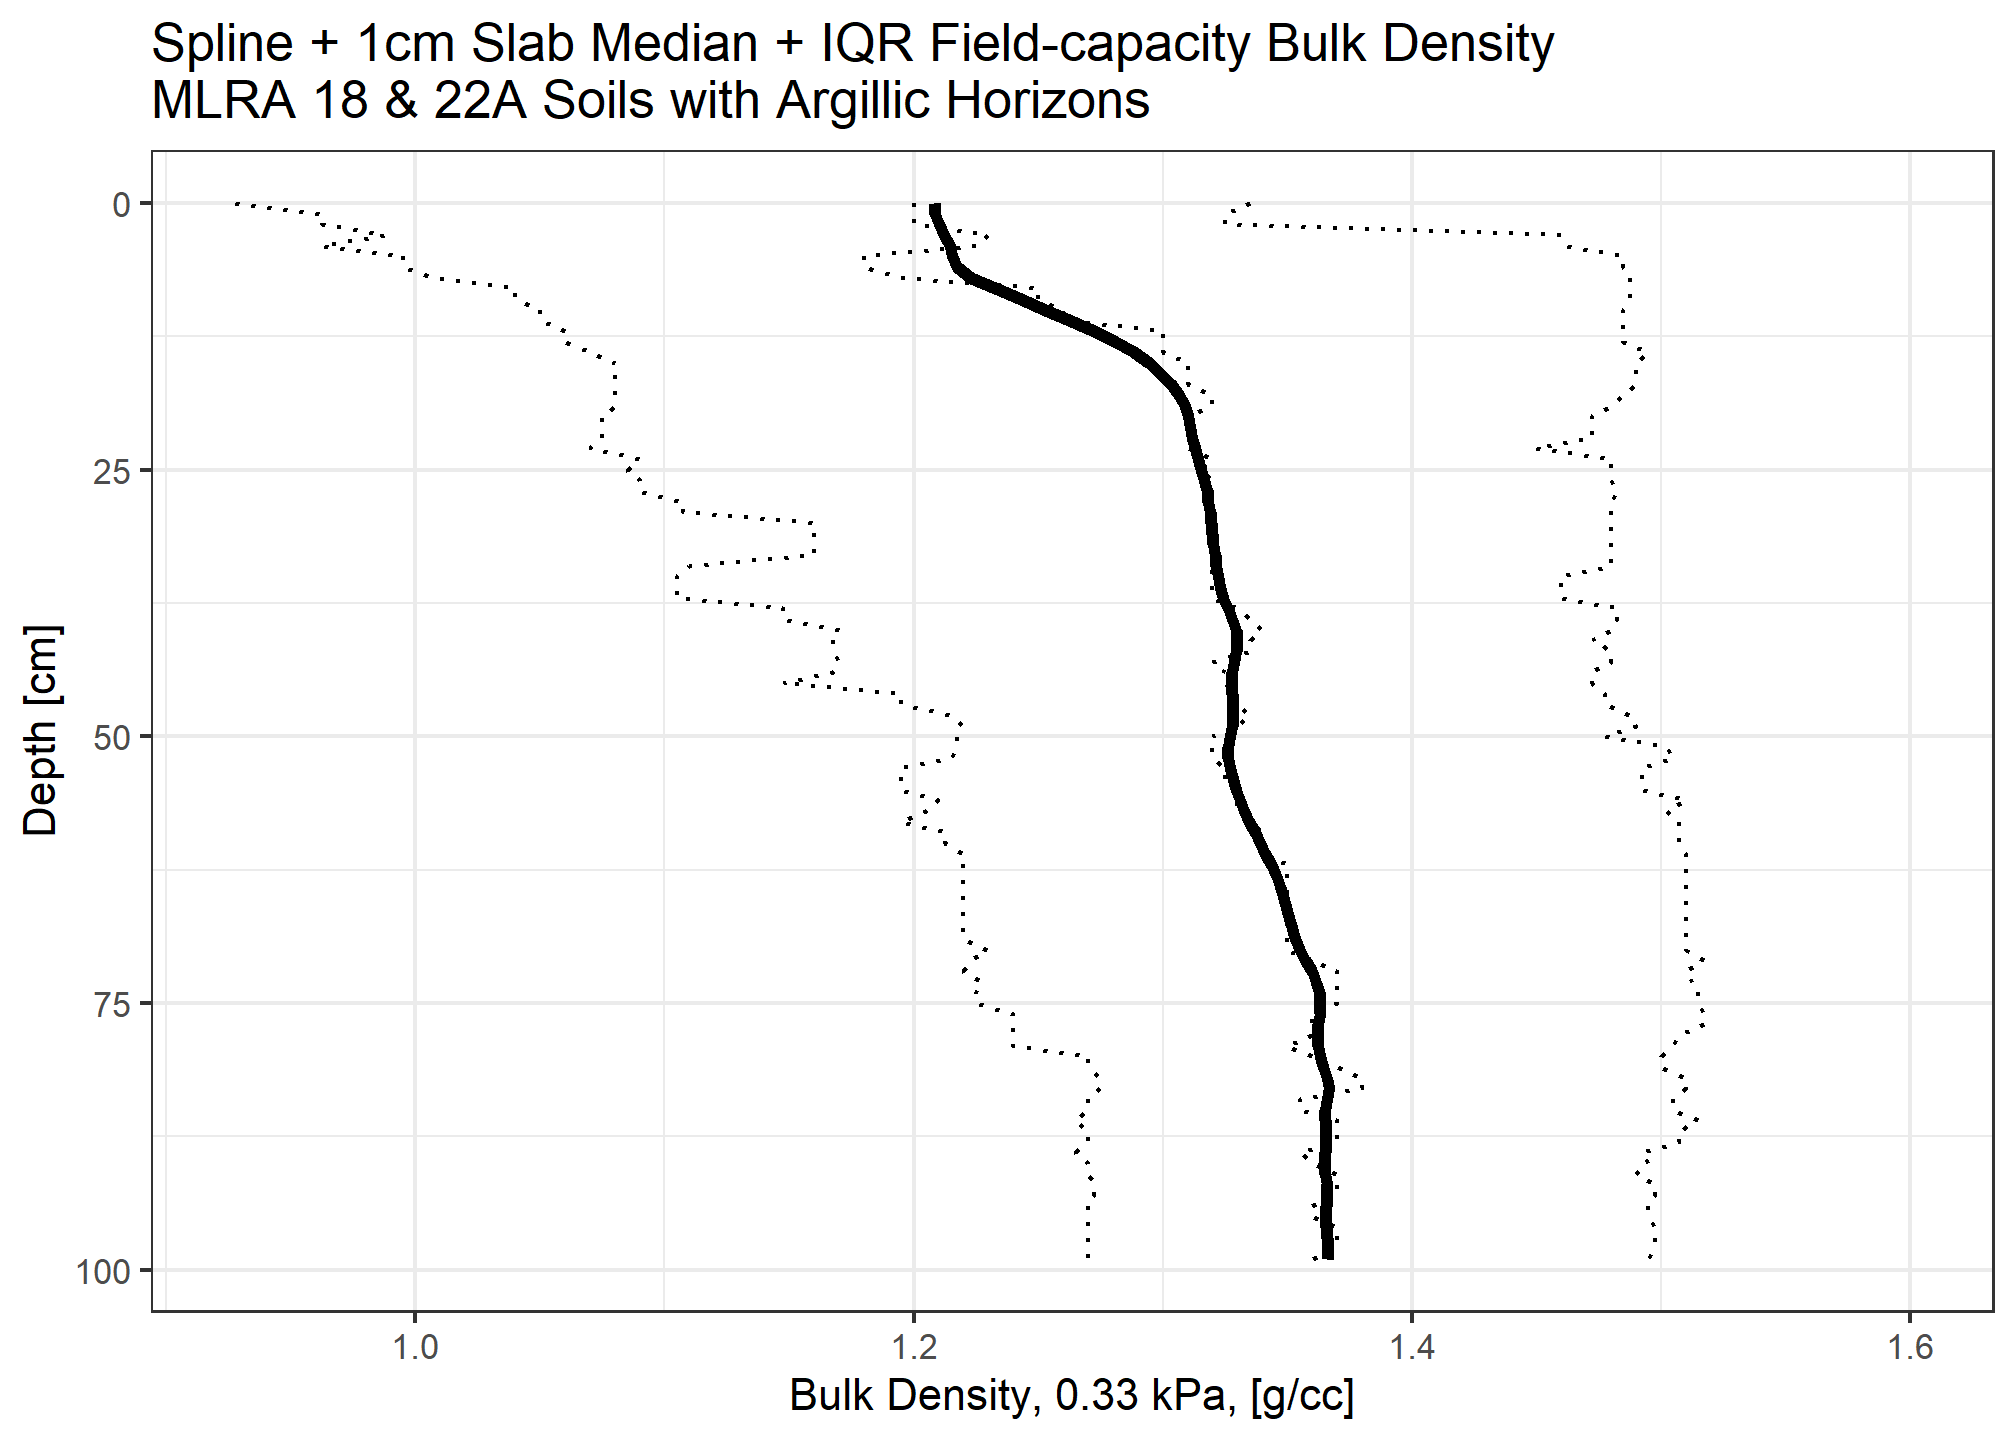 Spline + 1cm Slab Median + IQR Field-capacity Bulk Density
MLRA 18 & 22A Soils with Argillic Horizons
0
25
50
75
100
Depth [cm]
1.0
1.2
1.4
1.6
Bulk Density, 0.33 kPa, [g/cc]